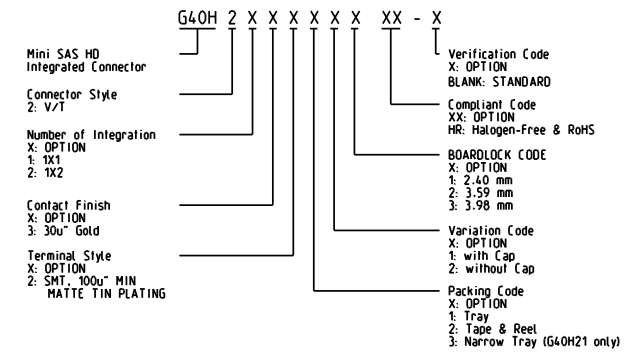 G40H 2 X X X X X X XX - X
Mini SAS HD
Integrated Connector
Connector Style
2: V/T
Number of Integration
X: OPTION
1: 1X1
2: 1X2
Contact Finish
X: OPTION
3: 30u" Gold
Terminal Style
X: OPTION
2: SMT, 100u" MIN
MATTE TIN PLATING
Verification Code
X: OPTION
BLANK: STANDARD
Compliant Code
XX: OPTION
HR: Halogen-Free & RoHS
BOARDLOCK CODE
X: OPTION
1: 2.40 mm
2: 3.59 mm
3: 3.98 mm
Variation Code
X: OPTION
1: with Cap
2: without Cap
Packing Code
X: OPTION
1: Tray
2: Tape & Reel
3: Narrow Tray (G40H21 only)